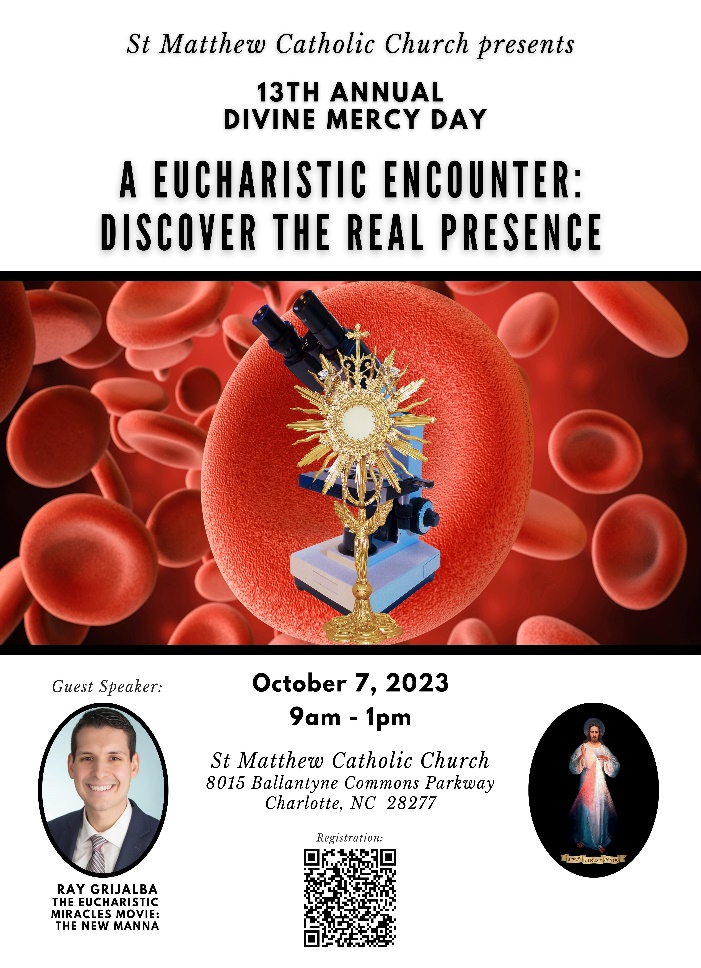 St Matthew Catholic Church presents
13TH ANNUAL
DIVINE MERCY DAY
A EUCHARISTIC ENCOUNTER:
DISCOVER THE REAL PRESENCE
Guest Speaker:
RAY GRIJALBA
THE EUCHARISTIC
MIRACLES MOVIE:
THE NEW MANNA
October 7, 2023
9am - 1pm
St Matthew Catholic Church
8015 Ballantyne Commons Parkway
Charlotte, NC 28277
Registration: